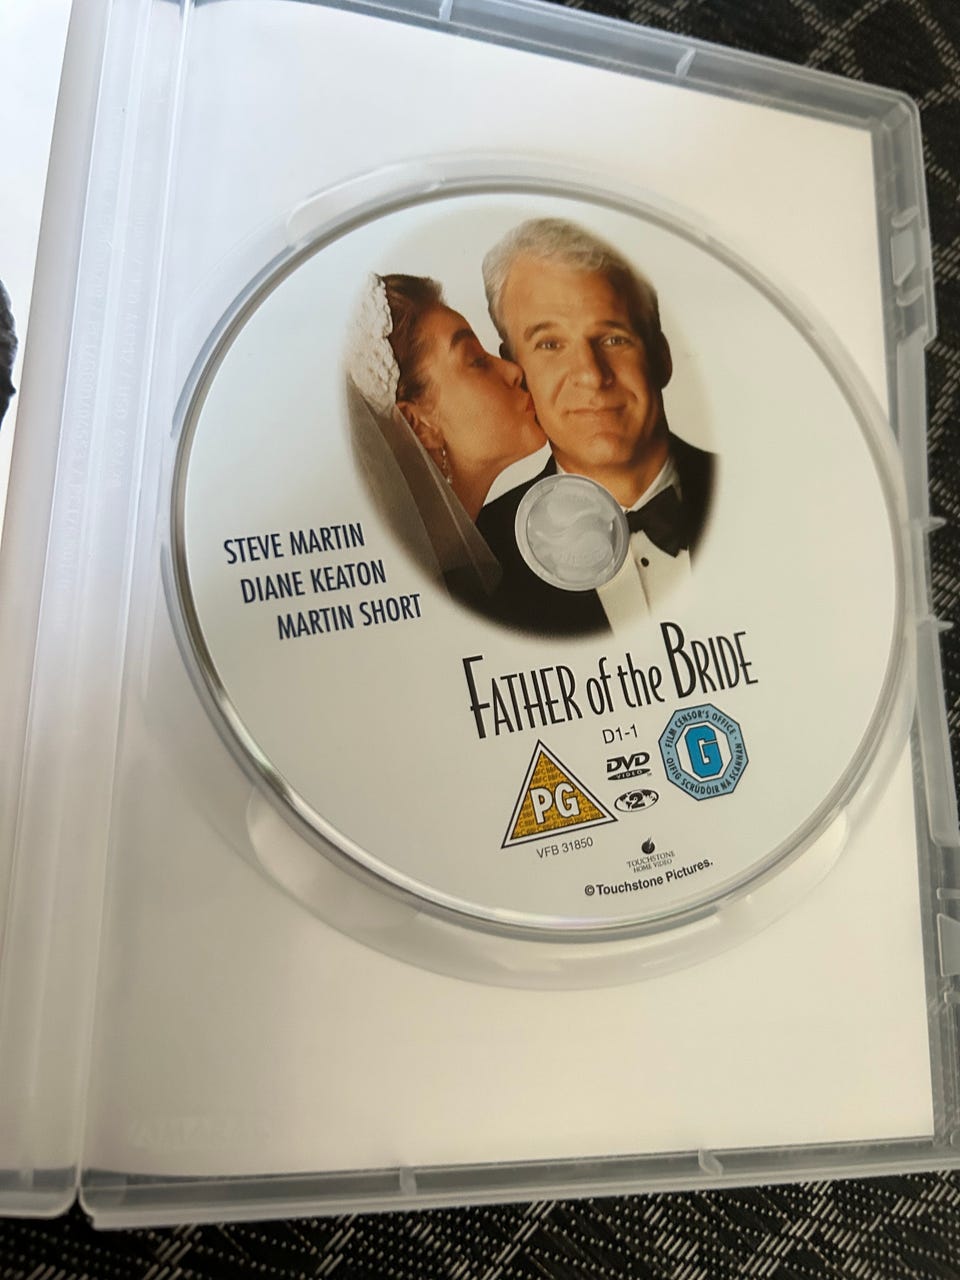 STEVE MARTIN
DIANE KEATON
MARTIN SHORT
FATHER of the BRIDE
D1-1
PG
DVD
VIDEO
2
FILM CENSOR'S OFFICE
G
OIFIG SCRÚDÓIR NA SCANNÁN
VFB 31850
TOUCHSTONE
HOME VIDEO
©Touchstone Pictures.